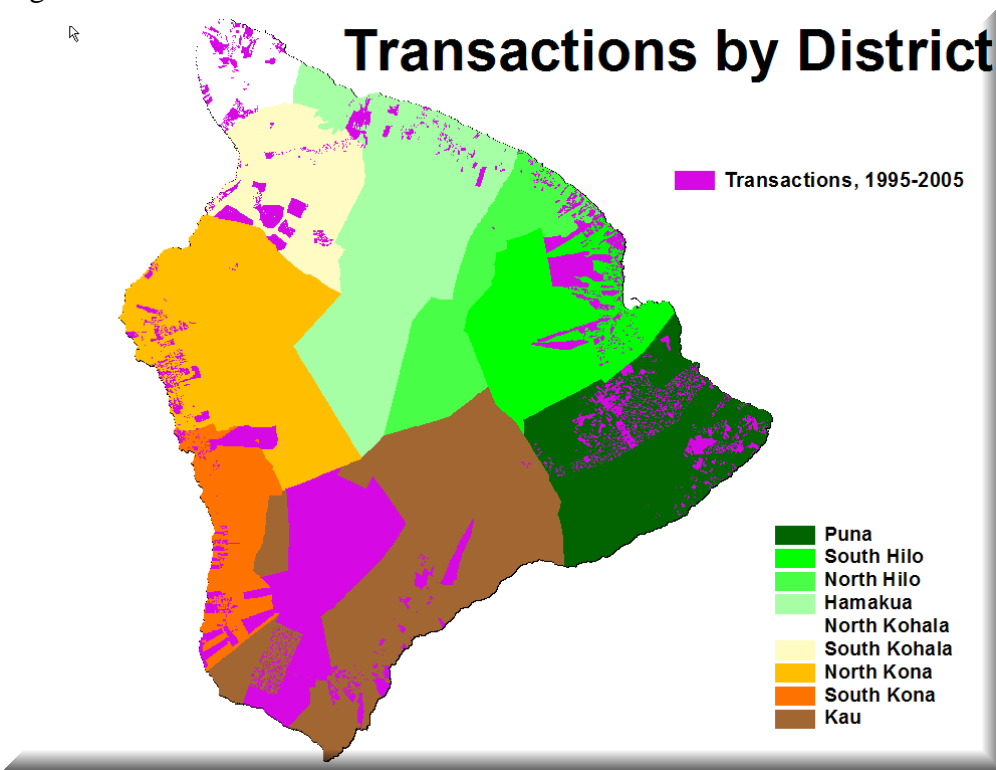 Transactions by District
Transactions, 1995-2005
Puna
South Hilo
North Hilo
Hamakua
North Kohala
South Kohala
North Kona
South Kona
Kau